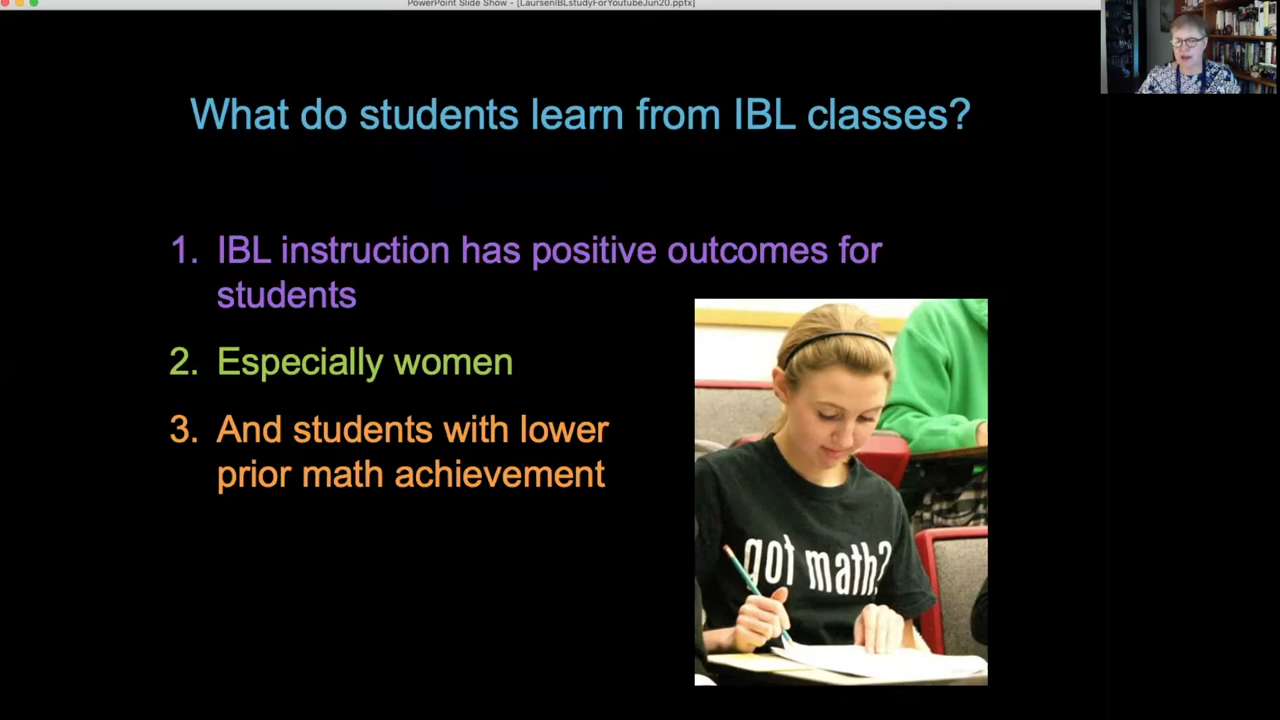 PowerPoint Slide Show - [LaursenIBLstudyForYoutubeJun20.pptx]
What do students learn from IBL classes?
1. IBL instruction has positive outcomes for
students
2. Especially women
3. And students with lower
prior math achievement
got math?